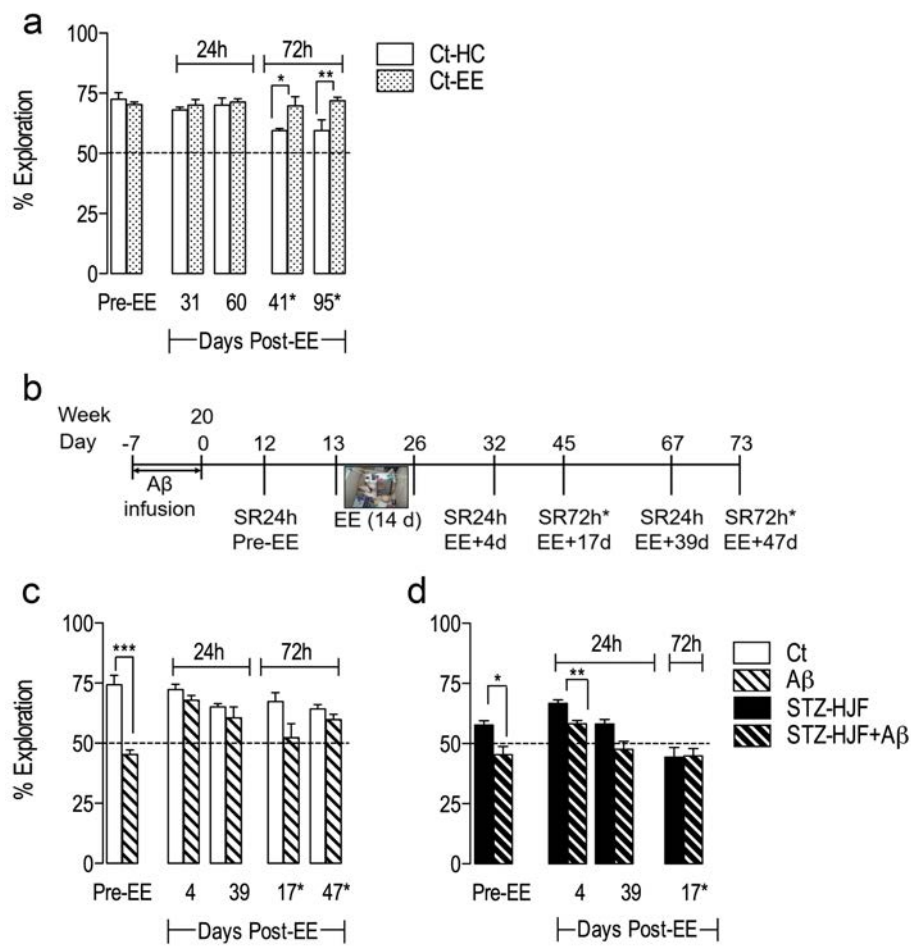 a
100
75
50
25
0
% Exploration
24h
72h
*
**
Ct-HC
Ct-EE
Pre-EE
31
60
41*
95*
Days Post-EE
b
Week
20
Day
-7
0
12
13
26
32
45
67
73
Aβ
infusion
SR24h
Pre-EE
EE (14 d)
SR24h
EE+4d
SR72h*
EE+17d
SR24h
EE+39d
SR72h*
EE+47d
c
100
75
50
25
0
% Exploration
***
24h
72h
Pre-EE
4
39
17*
47*
Days Post-EE
d
100
75
50
25
0
*
24h
72h
**
Ct
Aβ
STZ-HJF
STZ-HJF+Aβ
Pre-EE
4
39
17*
Days Post-EE